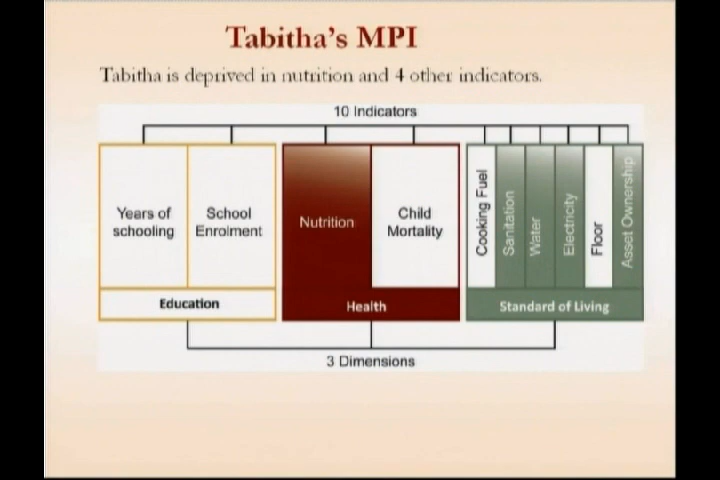 Tabitha's MPI
Tabitha is deprived in nutrition and 4 other indicators.
10 Indicators
Years of
schooling
School
Enrolment
Nutrition
Child
Mortality
Cooking Fuel
Sanitation
Water
Electricity
Floor
Asset Ownership
Education
Health
Standard of Living
3 Dimensions